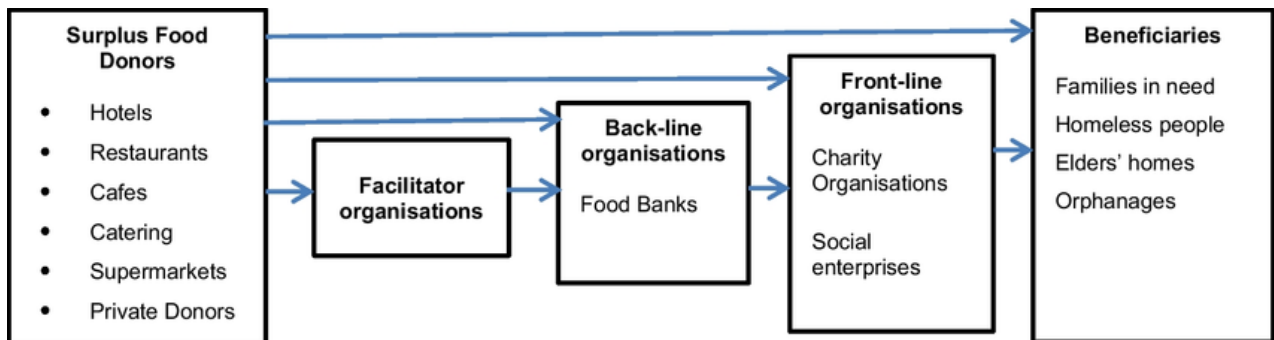 Surplus Food
Donors
• Hotels
• Restaurants
• Cafes
• Catering
• Supermarkets
• Private Donors
Facilitator
organisations
Back-line
organisations
Food Banks
Front-line
organisations
Charity
Organisations
Social
enterprises
Beneficiaries
Families in need
Homeless people
Elders’ homes
Orphanages